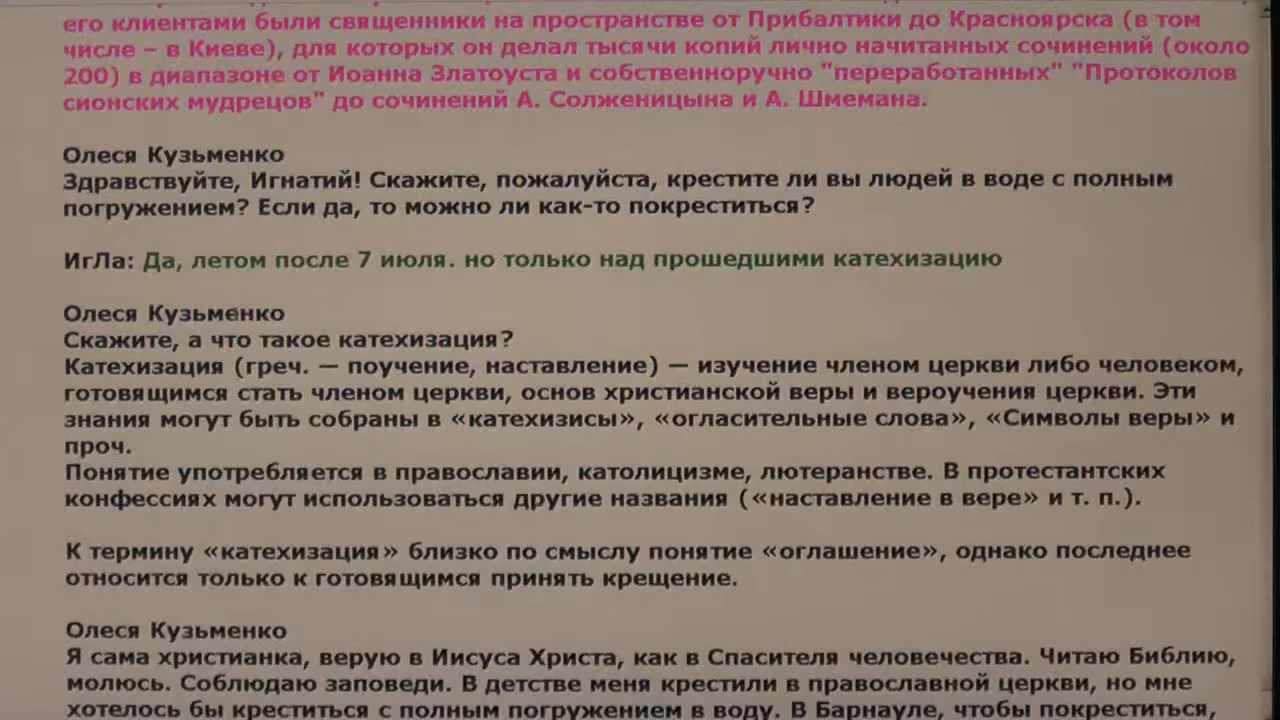 его клиентами были священники на пространстве от Прибалтики до Красноярска (в том
числе – в Киеве), для которых он делал тысячи копий лично начитанных сочинений (около
200) в диапазоне от Иоанна Златоуста и собственноручно "переработанных" "Протоколов
сионских мудрецов" до сочинений А. Солженицына и А. Шмемана.
Олеся Кузьменко
Здравствуйте, Игнатий! Скажите, пожалуйста, крестите ли вы людей в воде с полным
погружением? Если да, то можно ли как-то покреститься?
ИгЛа: Да, летом после 7 июля. но только над прошедшими катехизацию
Олеся Кузьменко
Скажите, а что такое катехизация?
Катехизация (греч. — поучение, наставление) — изучение членом церкви либо человеком,
готовящимся стать членом церкви, основ христианской веры и вероучения церкви. Эти
знания могут быть собраны в «катехизисы», «огласительные слова», «Символы веры» и
проч.
Понятие употребляется в православии, католицизме, лютеранстве. В протестантских
конфессиях могут использоваться другие названия («наставление в вере» и т. п.).
К термину «катехизация» близко по смыслу понятие «оглашение», однако последнее
относится только к готовящимся принять крещение.
Олеся Кузьменко
Я сама христианка, верую в Иисуса Христа, как в Спасителя человечества. Читаю Библию,
молюсь. Соблюдаю заповеди. В детстве меня крестили в православной церкви, но мне
хотелось бы креститься с полным погружением в воду. В Барнауле, чтобы покреститься,